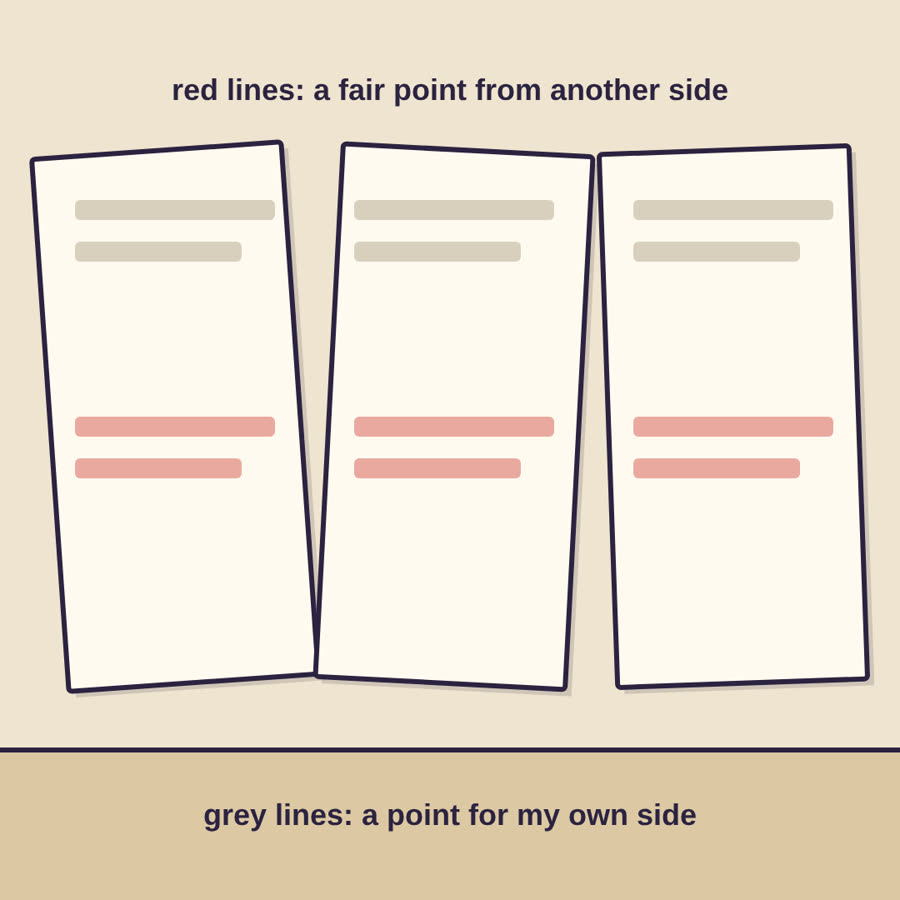 red lines: a fair point from another side
grey lines: a point for my own side